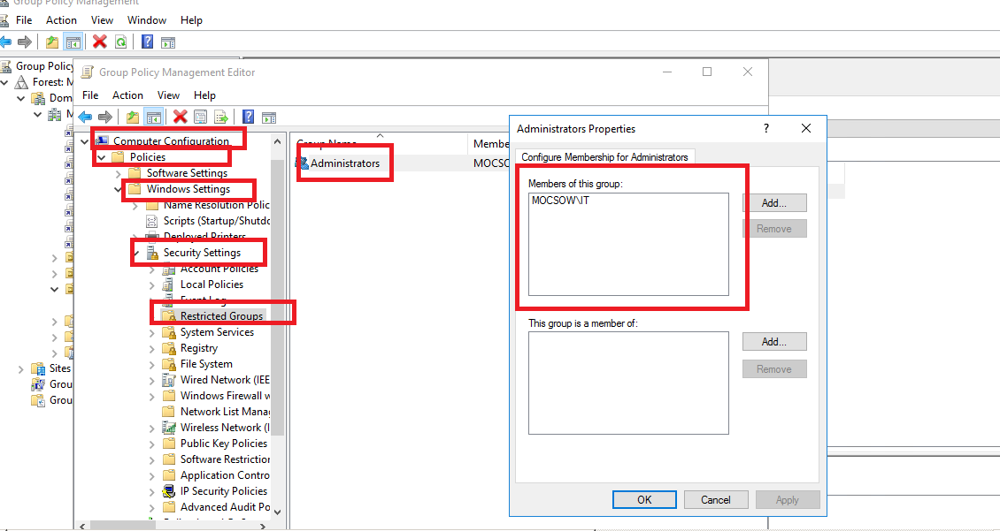 Group Policy Management
File Action View Window Help
Group Policy
Forest: M
Dom
M
Sites
Grou
Grou
Group Policy Management Editor
File Action View Help
Computer Configuration
Policies
Software Settings
Windows Settings
Name Resolution Polic
Scripts (Startup/Shutdo
Deployed Printers
Security Settings
Account Policies
Local Policies
Event Log
Restricted Groups
System Services
Registry
File System
Wired Network (IEE
Windows Firewall w
Network List Mana
Wireless Network (I
Public Key Policies
Software Restriction
Application Contro
IP Security Policies
Advanced Audit Po
Group Name Membe
Administrators MOCSO
Administrators Properties
Configure Membership for Administrators
Members of this group:
MOCSOW\IT
Add...
Remove
This group is a member of:
Add...
Remove
OK Cancel Apply